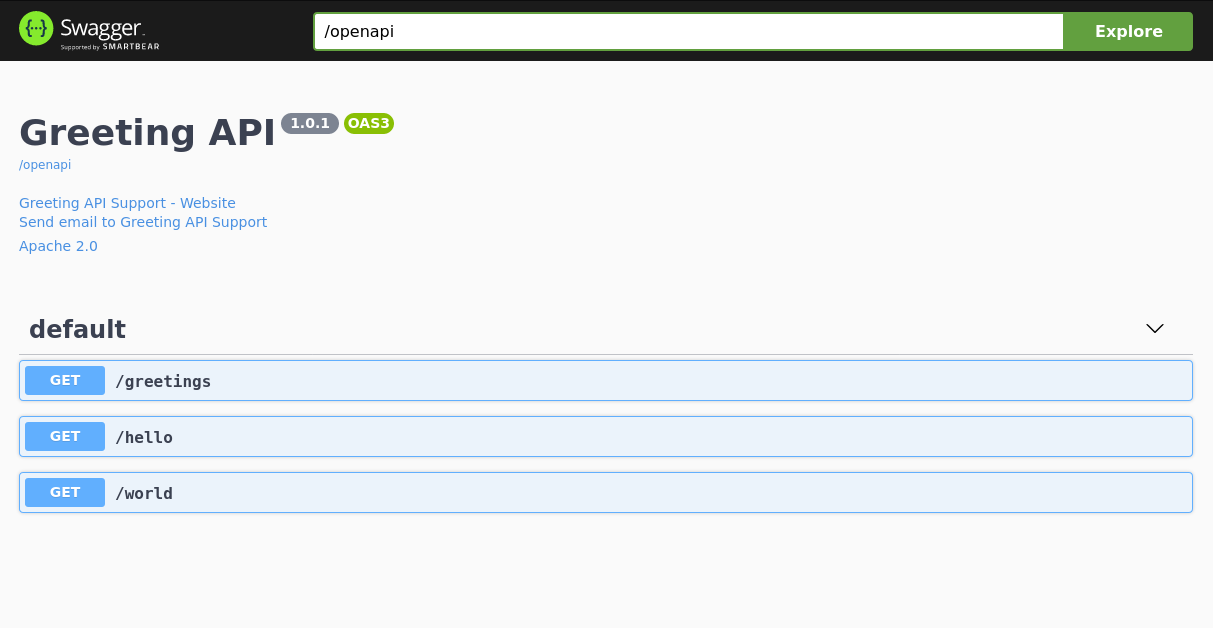 Swagger
Supported by SMARTBEAR
/openapi
Explore
Greeting API 1.0.1 OAS3
/openapi
Greeting API Support - Website
Send email to Greeting API Support
Apache 2.0
default
GET /greetings
GET /hello
GET /world